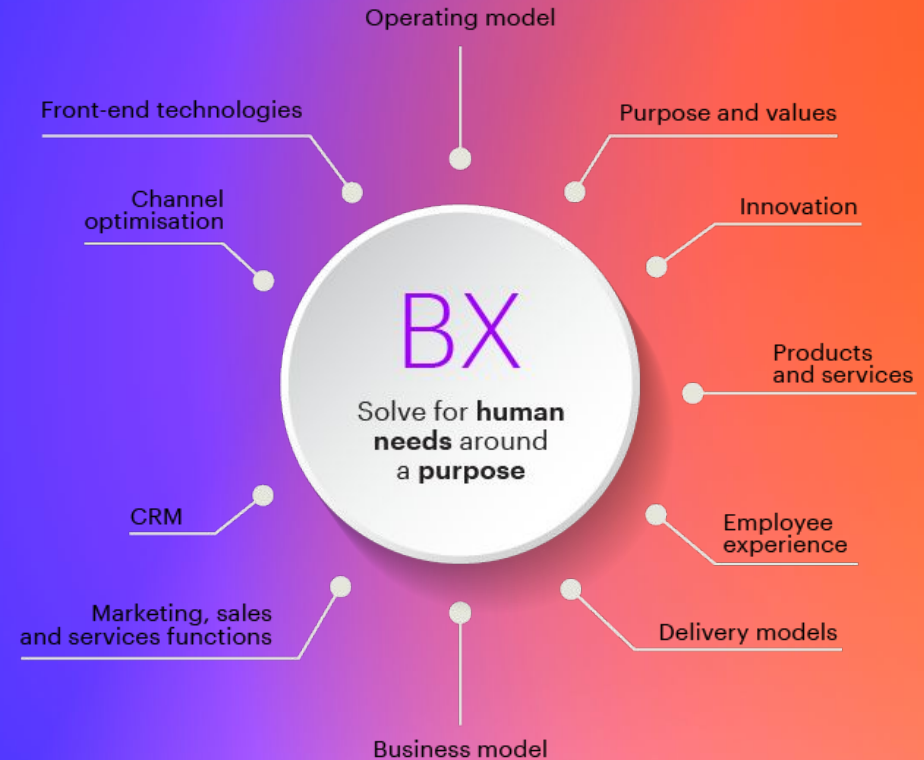 Operating model
Front-end technologies
Purpose and values
Channel
optimisation
Innovation
BX
Solve for human
needs around
a purpose
Products
and services
CRM
Employee
experience
Marketing, sales
and services functions
Delivery models
Business model